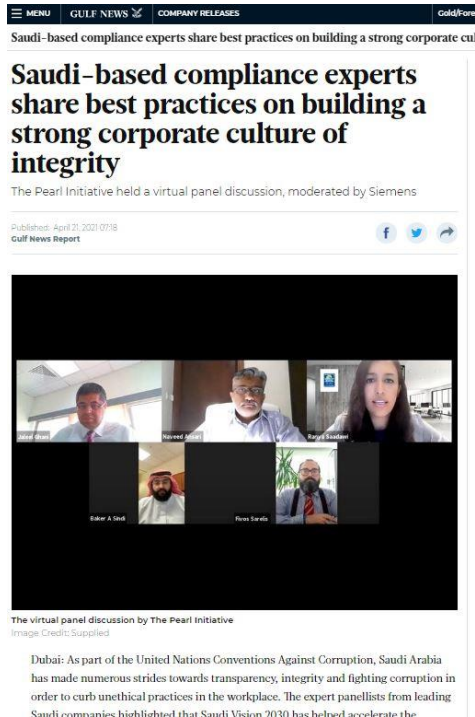 MENU GULF NEWS COMPANY RELEASES Gold/Fore
Saudi-based compliance experts share best practices on building a strong corporate cul
Saudi-based compliance experts
share best practices on building a
strong corporate culture of
integrity
The Pearl Initiative held a virtual panel discussion, moderated by Siemens
Published: April 21, 2021 07:18
Gulf News Report
Naveed Ansari
Ranya Saadawi
Baker A Sindi
Fivos Sarelis
The virtual panel discussion by The Pearl Initiative
Image Credit: Supplied
Dubai: As part of the United Nations Conventions Against Corruption, Saudi Arabia
has made numerous strides towards transparency, integrity and fighting corruption in
order to curb unethical practices in the workplace. The expert panellists from leading
Saudi companies highlighted that Saudi Vision 2030 has helped accelerate the